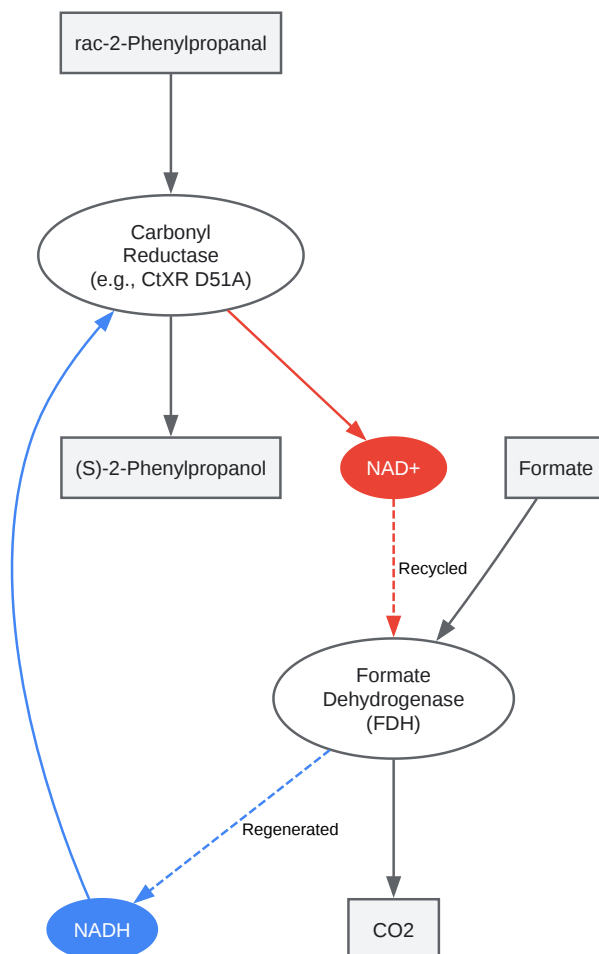 rac-2-Phenylpropanal
Carbonyl
Reductase
(e.g., CtXR D51A)
(S)-2-Phenylpropanol
NAD+
Formate
Recycled
Formate
Dehydrogenase
(FDH)
Regenerated
NADH
CO2